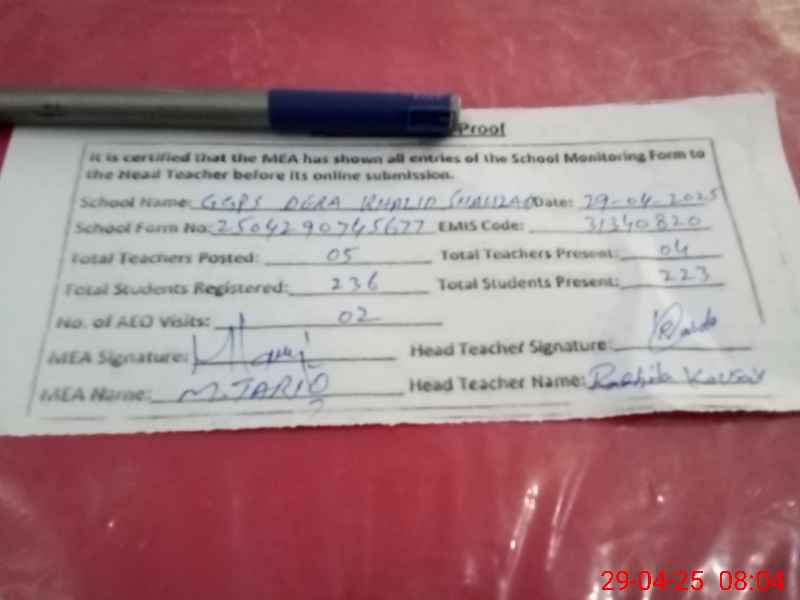 Proof
It is certified that the MEA has shown all entries of the School Monitoring Form to
the Head Teacher before its online submission.
School Name: GGPS DERA KHALID Date: 29-04-2025
School Form No: 2504290745677 EMIS Code: 31340820
Total Teachers Posted: 05 Total Teachers Present: 04
Total Students Registered: 236 Total Students Present: 223
No. of AEO Visits: 02
MEA Signature: Head Teacher Signature:
MEA Name: M. TARIQ Head Teacher Name: Rashida Kousar
29-04-25 08:04